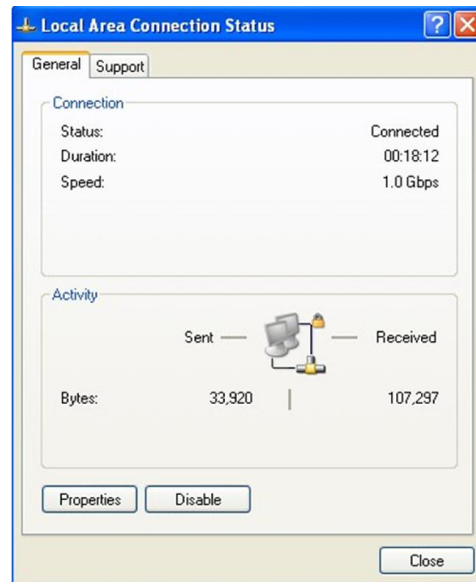 Local Area Connection Status
General Support
Connection
Status: Connected
Duration: 00:18:12
Speed: 1.0 Gbps
Activity
Sent Received
Bytes: 33,920 107,297
Properties Disable
Close